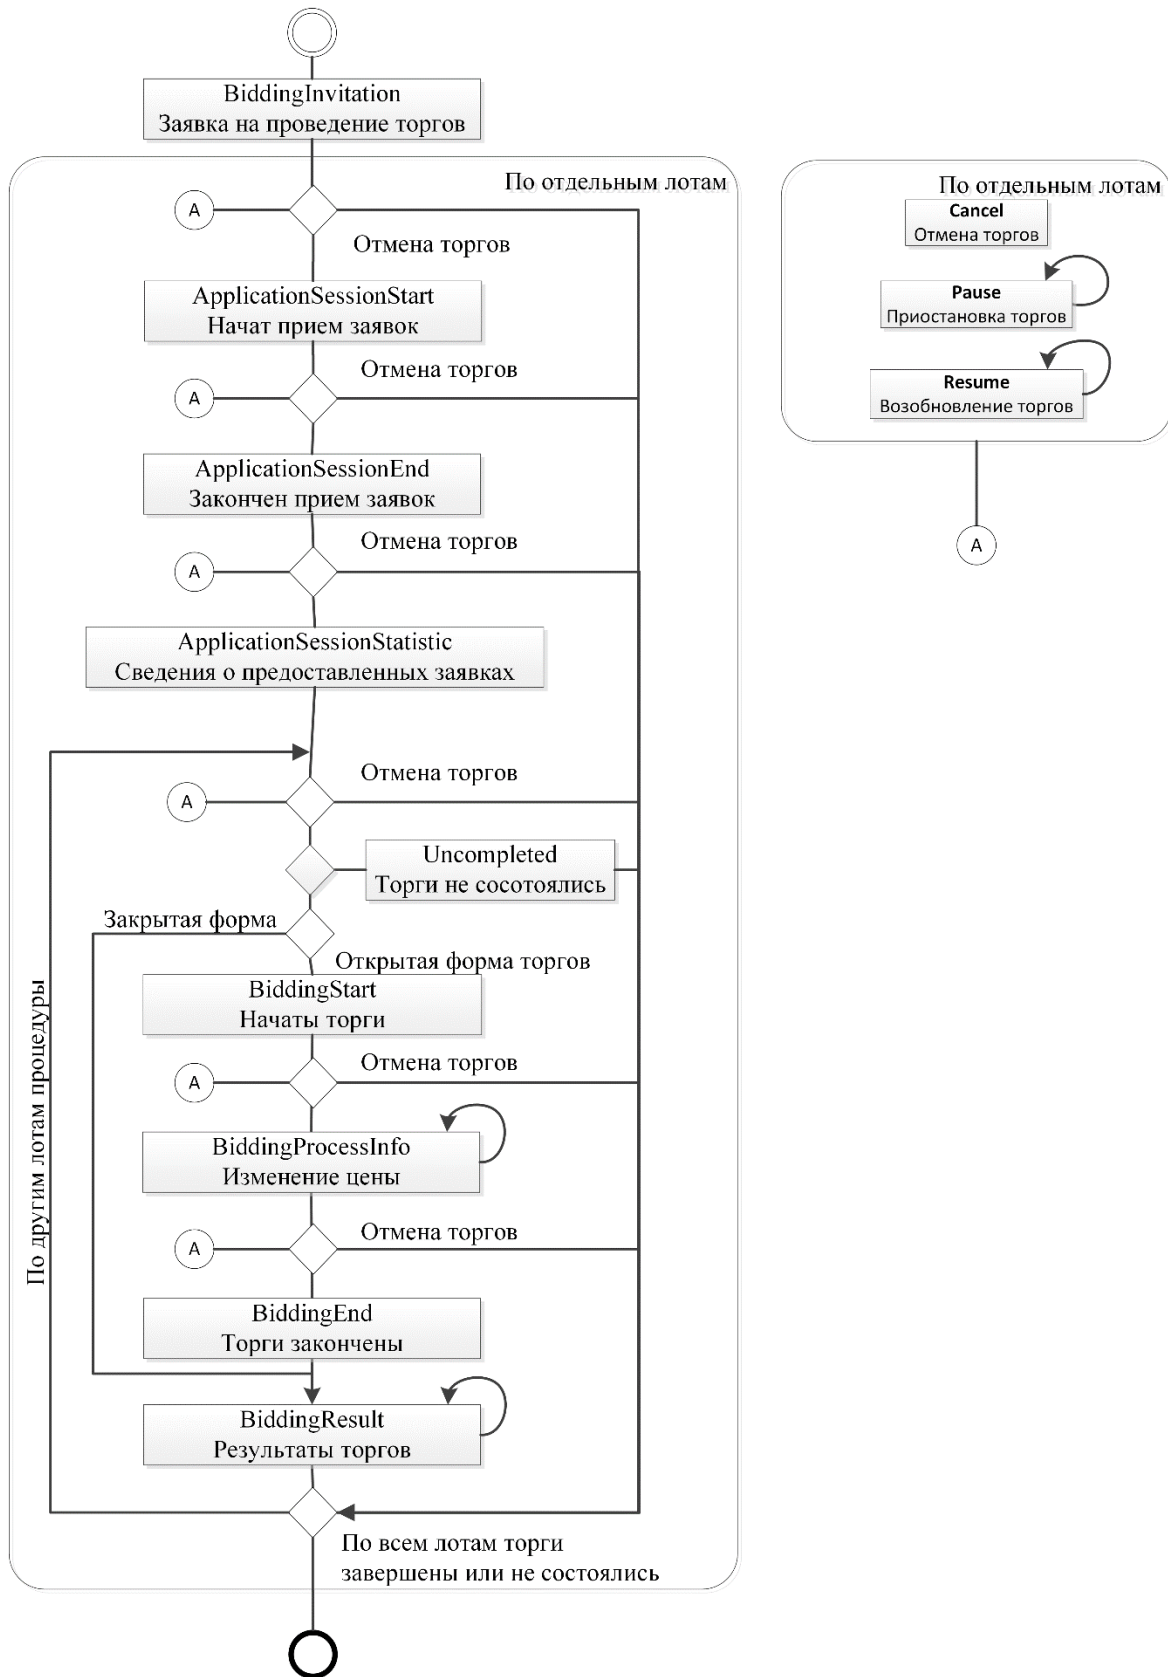 BiddingInvitation
Заявка на проведение торгов
По отдельным лотам
A
Отмена торгов
ApplicationSessionStart
Начат прием заявок
Отмена торгов
A
ApplicationSessionEnd
Закончен прием заявок
Отмена торгов
A
ApplicationSessionStatistic
Сведения о предоставленных заявках
Отмена торгов
A
Uncompleted
Торги не сосотоялись
Закрытая форма
Открытая форма торгов
BiddingStart
Начаты торги
Отмена торгов
A
BiddingProcessInfo
Изменение цены
Отмена торгов
A
BiddingEnd
Торги закончены
BiddingResult
Результаты торгов
По всем лотам торги
завершены или не состоялись
По другим лотам процедуры
По отдельным лотам
Cancel
Отмена торгов
Pause
Приостановка торгов
Resume
Возобновление торгов
A